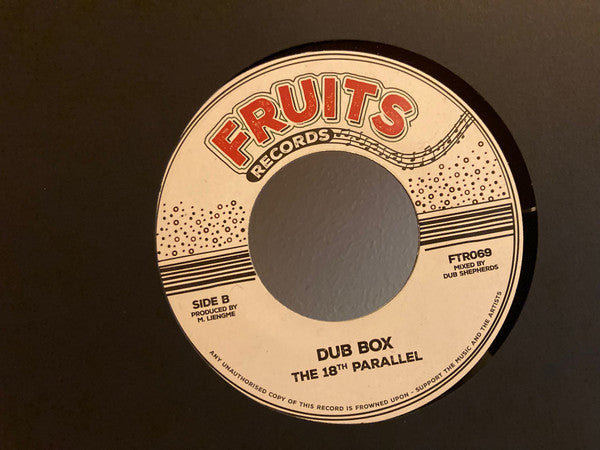 FRUITS
RECORDS
SIDE B
PRODUCED BY
M. LIENGME
FTR069
MIXED BY
DUB SHEPHERDS
DUB BOX
THE 18TH PARALLEL
ANY UNAUTHORISED COPY OF THIS RECORD IS FROWNED UPON - SUPPORT THE MUSIC AND THE ARTISTS